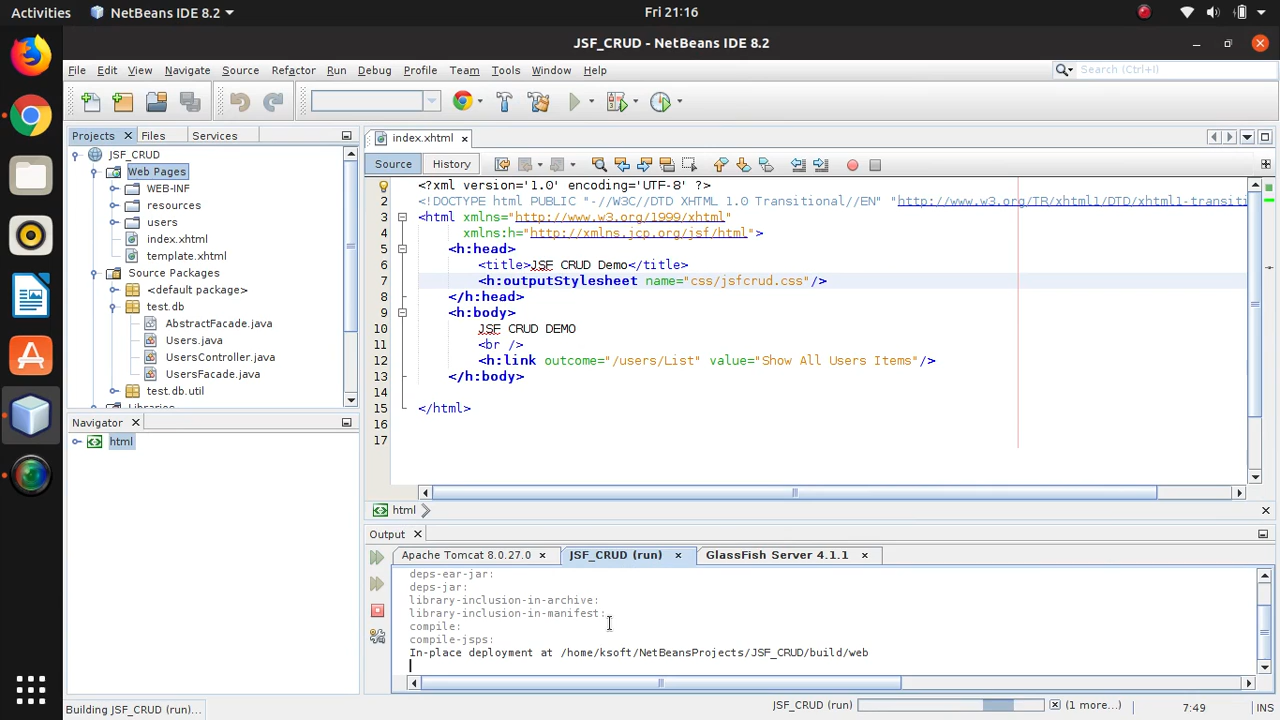 Activities NetBeans IDE 8.2 Fri 21:16
JSF_CRUD - NetBeans IDE 8.2
File Edit View Navigate Source Refactor Run Debug Profile Team Tools Window Help Search (Ctrl+I)
Projects Files Services
index.xhtml
Source History
JSF_CRUD
Web Pages
WEB-INF
resources
users
index.xhtml
template.xhtml
Source Packages
<default package>
test.db
AbstractFacade.java
Users.java
UsersController.java
UsersFacade.java
test.db.util
Libraries
Navigator
html
1 <?xml version='1.0' encoding='UTF-8' ?>
2 <!DOCTYPE html PUBLIC "-//W3C//DTD XHTML 1.0 Transitional//EN" "http://www.w3.org/TR/xhtml1/DTD/xhtml1-transiti
3 <html xmlns="http://www.w3.org/1999/xhtml"
4 xmlns:h="http://xmlns.jcp.org/jsf/html">
5 <h:head>
6 <title>JSF CRUD Demo</title>
7 <h:outputStylesheet name="css/jsfcrud.css"/>
8 </h:head>
9 <h:body>
10 JSF CRUD DEMO
11 <br />
12 <h:link outcome="/users/List" value="Show All Users Items"/>
13 </h:body>
14
15 </html>
16
17
html
Output
Apache Tomcat 8.0.27.0 JSF_CRUD (run) GlassFish Server 4.1.1
deps-ear-jar:
deps-jar:
library-inclusion-in-archive:
library-inclusion-in-manifest:
compile:
compile-jsps:
In-place deployment at /home/ksoft/NetBeansProjects/JSF_CRUD/build/web
Building JSF_CRUD (run)... JSF_CRUD (run) (1 more...) 7:49 INS